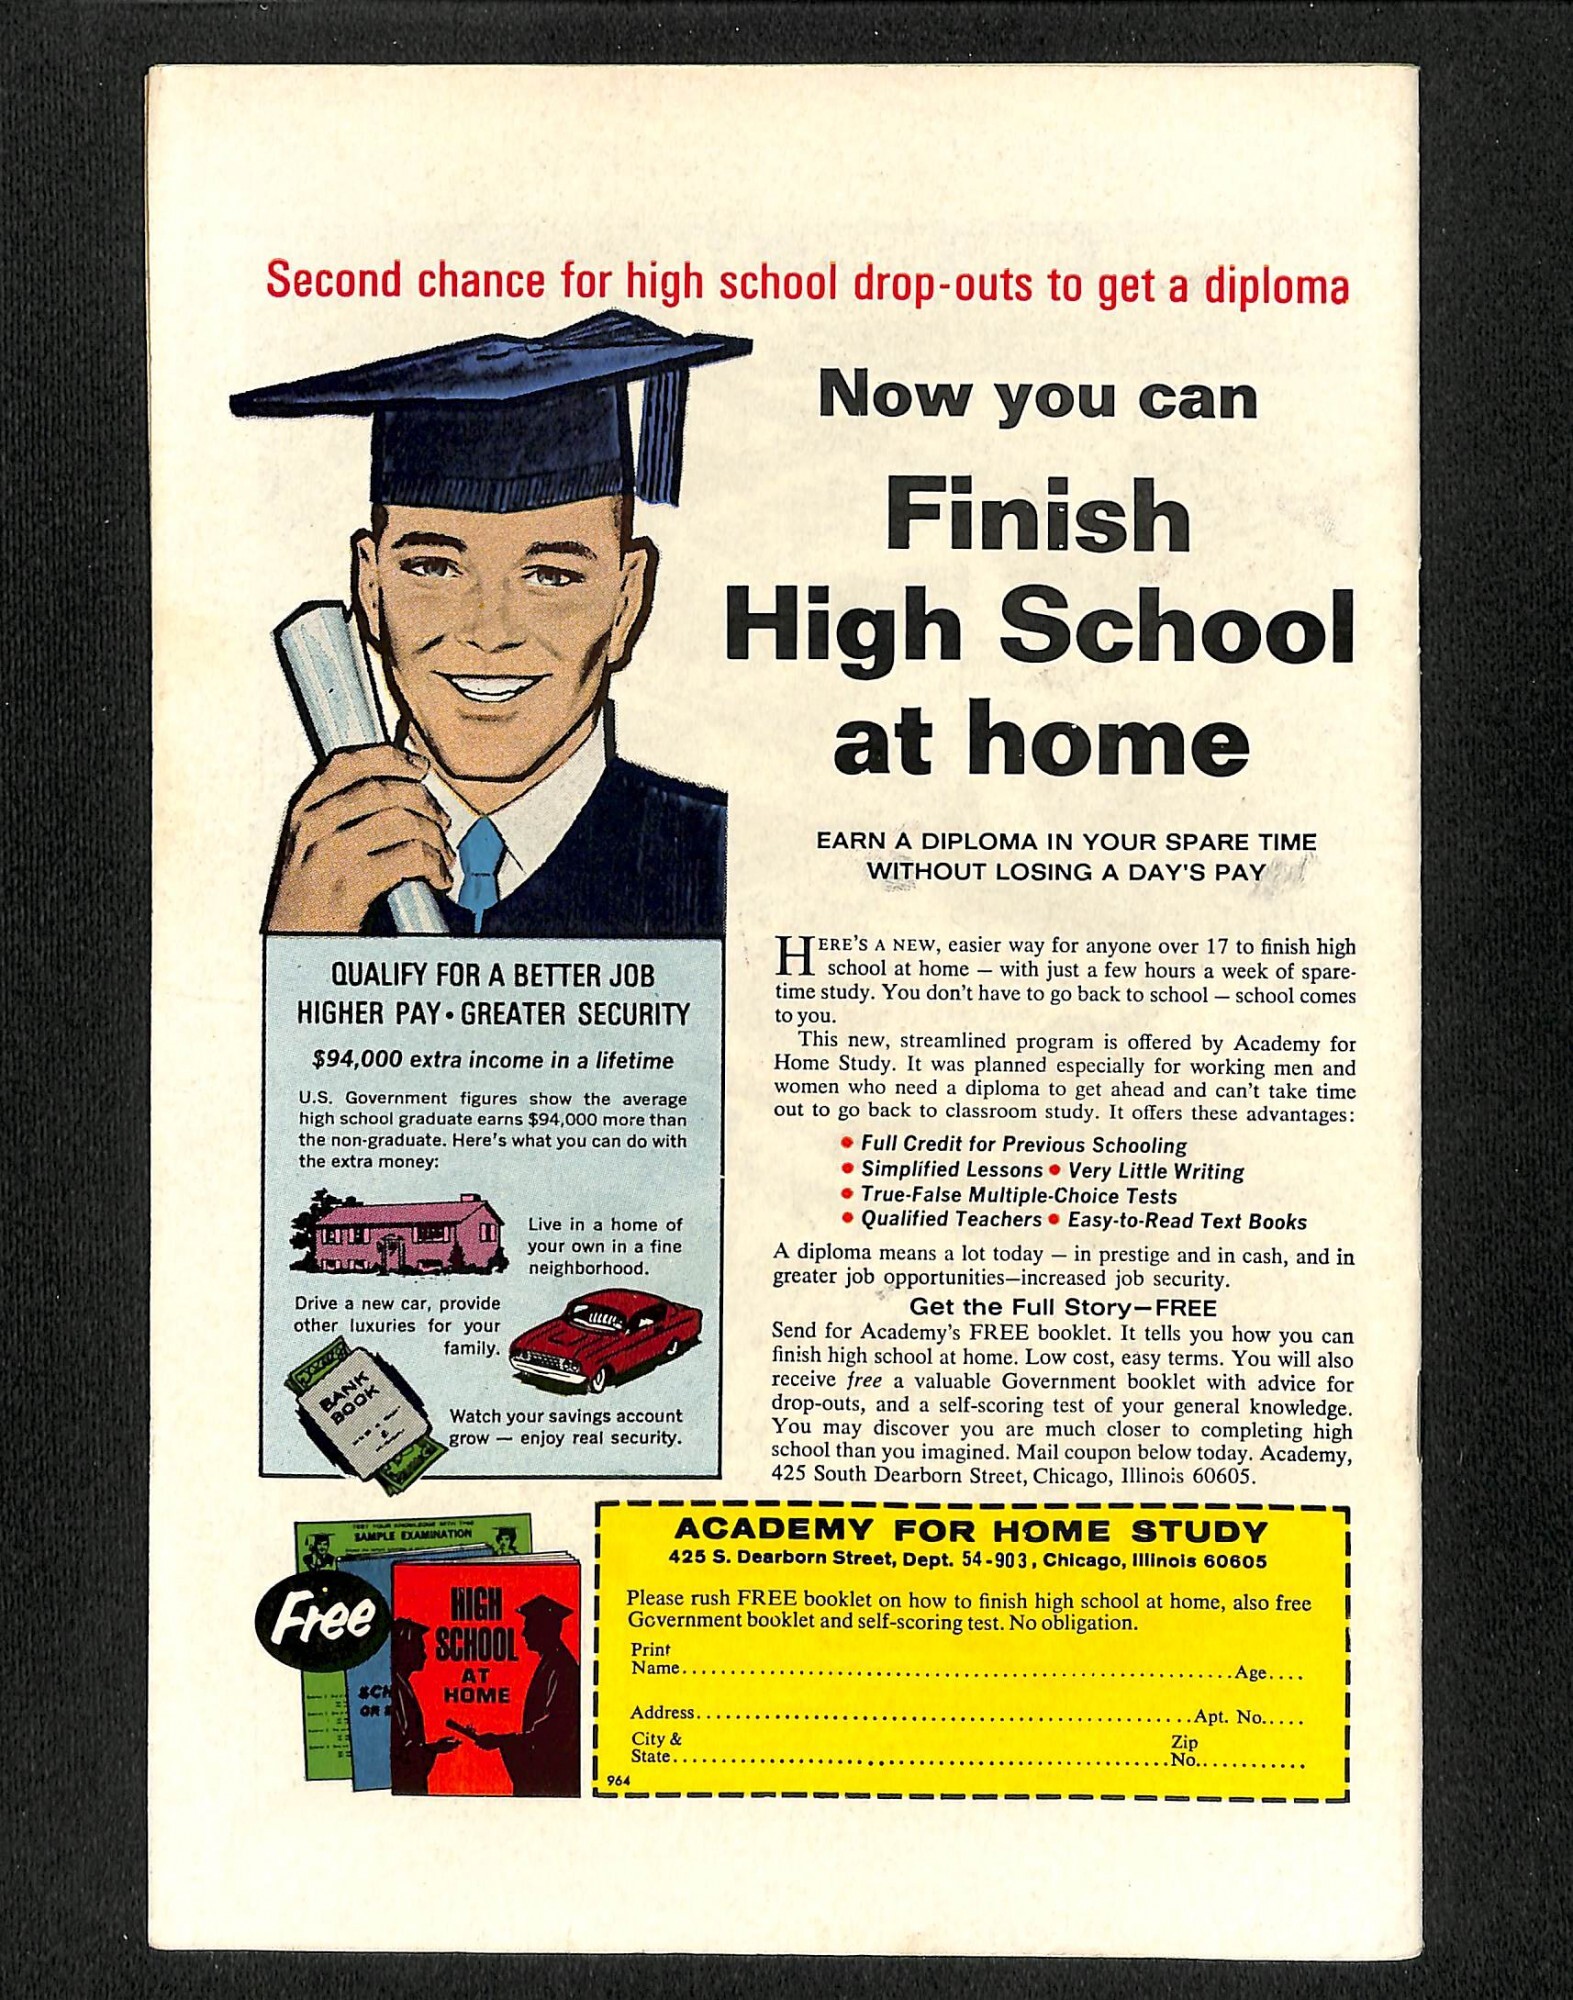 Second chance for high school drop-outs to get a diploma
Now you can
Finish
High School
at home
EARN A DIPLOMA IN YOUR SPARE TIME
WITHOUT LOSING A DAY'S PAY
HERE'S A NEW, easier way for anyone over 17 to finish high
school at home — with just a few hours a week of spare-
time study. You don't have to go back to school — school comes
to you.
This new, streamlined program is offered by Academy for
Home Study. It was planned especially for working men and
women who need a diploma to get ahead and can't take time
out to go back to classroom study. It offers these advantages:
• Full Credit for Previous Schooling
• Simplified Lessons • Very Little Writing
• True-False Multiple-Choice Tests
• Qualified Teachers • Easy-to-Read Text Books
A diploma means a lot today — in prestige and in cash, and in
greater job opportunities—increased job security.
Get the Full Story—FREE
Send for Academy's FREE booklet. It tells you how you can
finish high school at home. Low cost, easy terms. You will also
receive free a valuable Government booklet with advice for
drop-outs, and a self-scoring test of your general knowledge.
You may discover you are much closer to completing high
school than you imagined. Mail coupon below today. Academy,
425 South Dearborn Street, Chicago, Illinois 60605.
QUALIFY FOR A BETTER JOB
HIGHER PAY • GREATER SECURITY
$94,000 extra income in a lifetime
U.S. Government figures show the average
high school graduate earns $94,000 more than
the non-graduate. Here's what you can do with
the extra money:
Live in a home of
your own in a fine
neighborhood.
Drive a new car, provide
other luxuries for your
family.
BANK
BOOK
Watch your savings account
grow — enjoy real security.
TEST YOUR KNOWLEDGE WITH THIS
SAMPLE EXAMINATION
Free
SCH
OR
HIGH
SCHOOL
AT
HOME
ACADEMY FOR HOME STUDY
425 S. Dearborn Street, Dept. 54-903, Chicago, Illinois 60605
Please rush FREE booklet on how to finish high school at home, also free
Government booklet and self-scoring test. No obligation.
Print
Name Age
Address Apt. No.
City & Zip
State No.
964